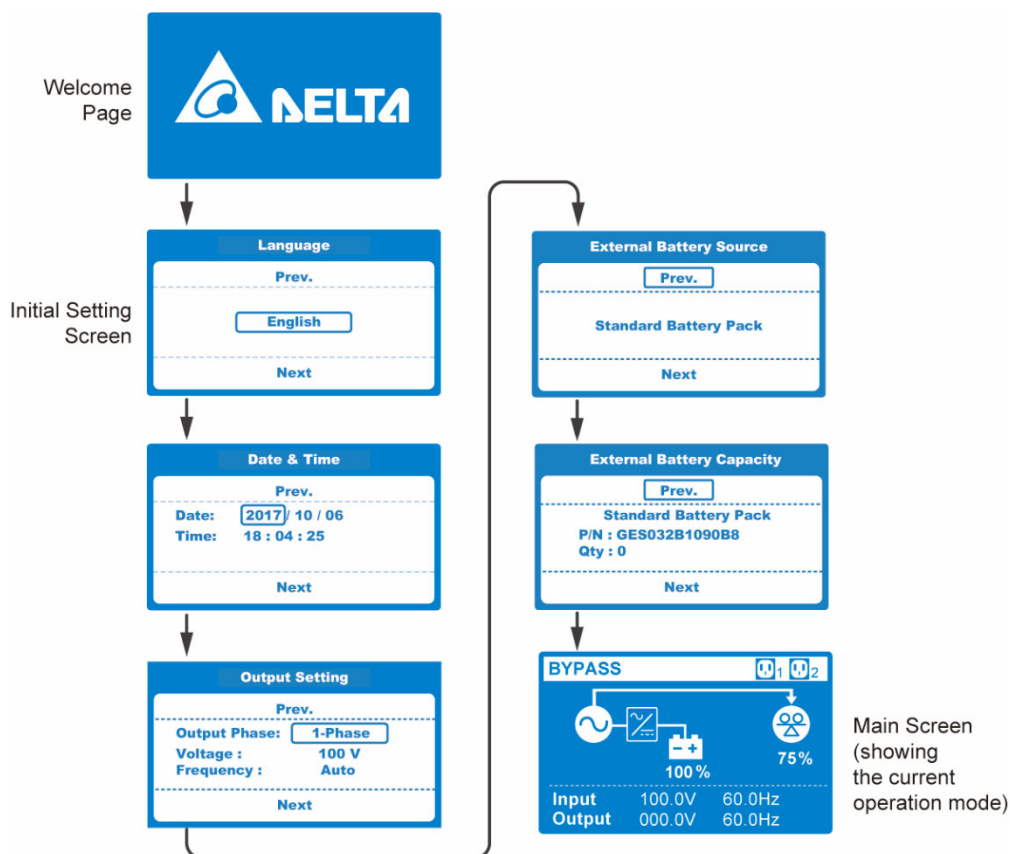 Welcome
Page
DELTA
Language
Prev.
Initial Setting
Screen
English
Next
Date & Time
Prev.
Date: 2017 / 10 / 06
Time: 18 : 04 : 25
Next
Output Setting
Prev.
Output Phase: 1-Phase
Voltage : 100 V
Frequency : Auto
Next
External Battery Source
Prev.
Standard Battery Pack
Next
External Battery Capacity
Prev.
Standard Battery Pack
P/N : GES032B1090B8
Qty : 0
Next
BYPASS 1 2
100% 75%
Input 100.0V 60.0Hz
Output 000.0V 60.0Hz
Main Screen
(showing
the current
operation mode)